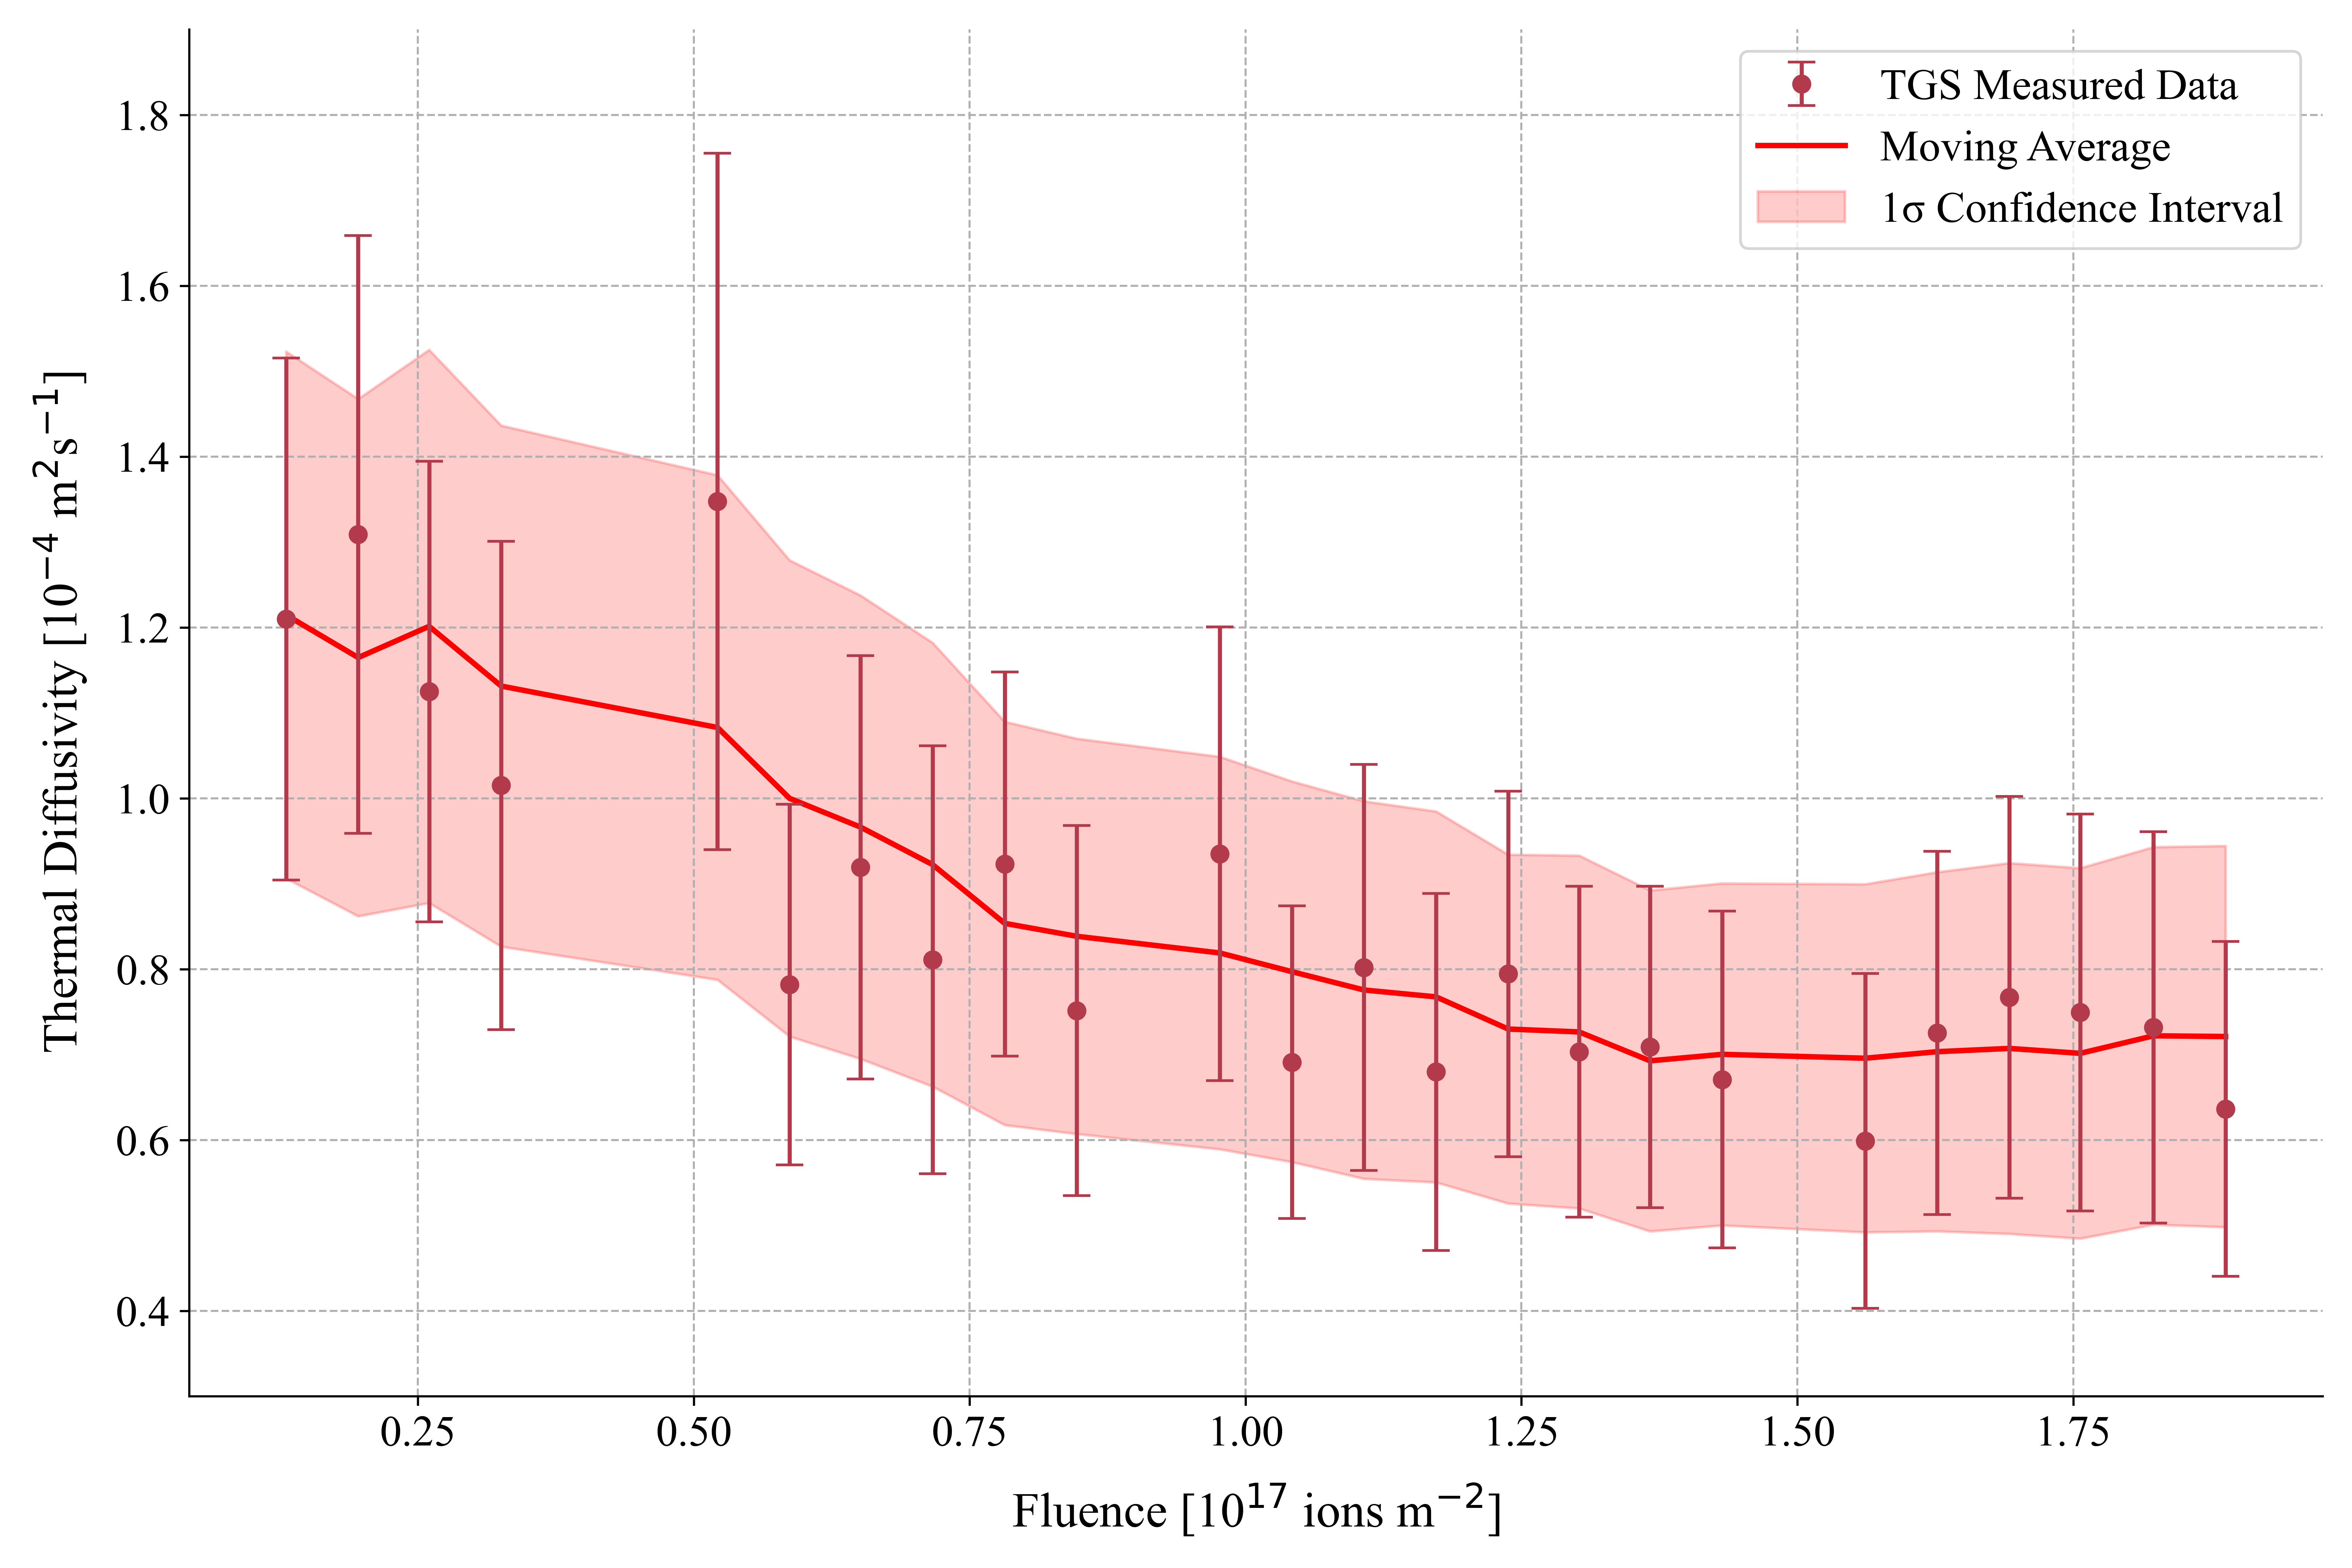 TGS Measured Data
Moving Average
1σ Confidence Interval
Thermal Diffusivity [10⁻⁴ m²s⁻¹]
1.8
1.6
1.4
1.2
1.0
0.8
0.6
0.4
0.25 0.50 0.75 1.00 1.25 1.50 1.75
Fluence [10¹⁷ ions m⁻²]